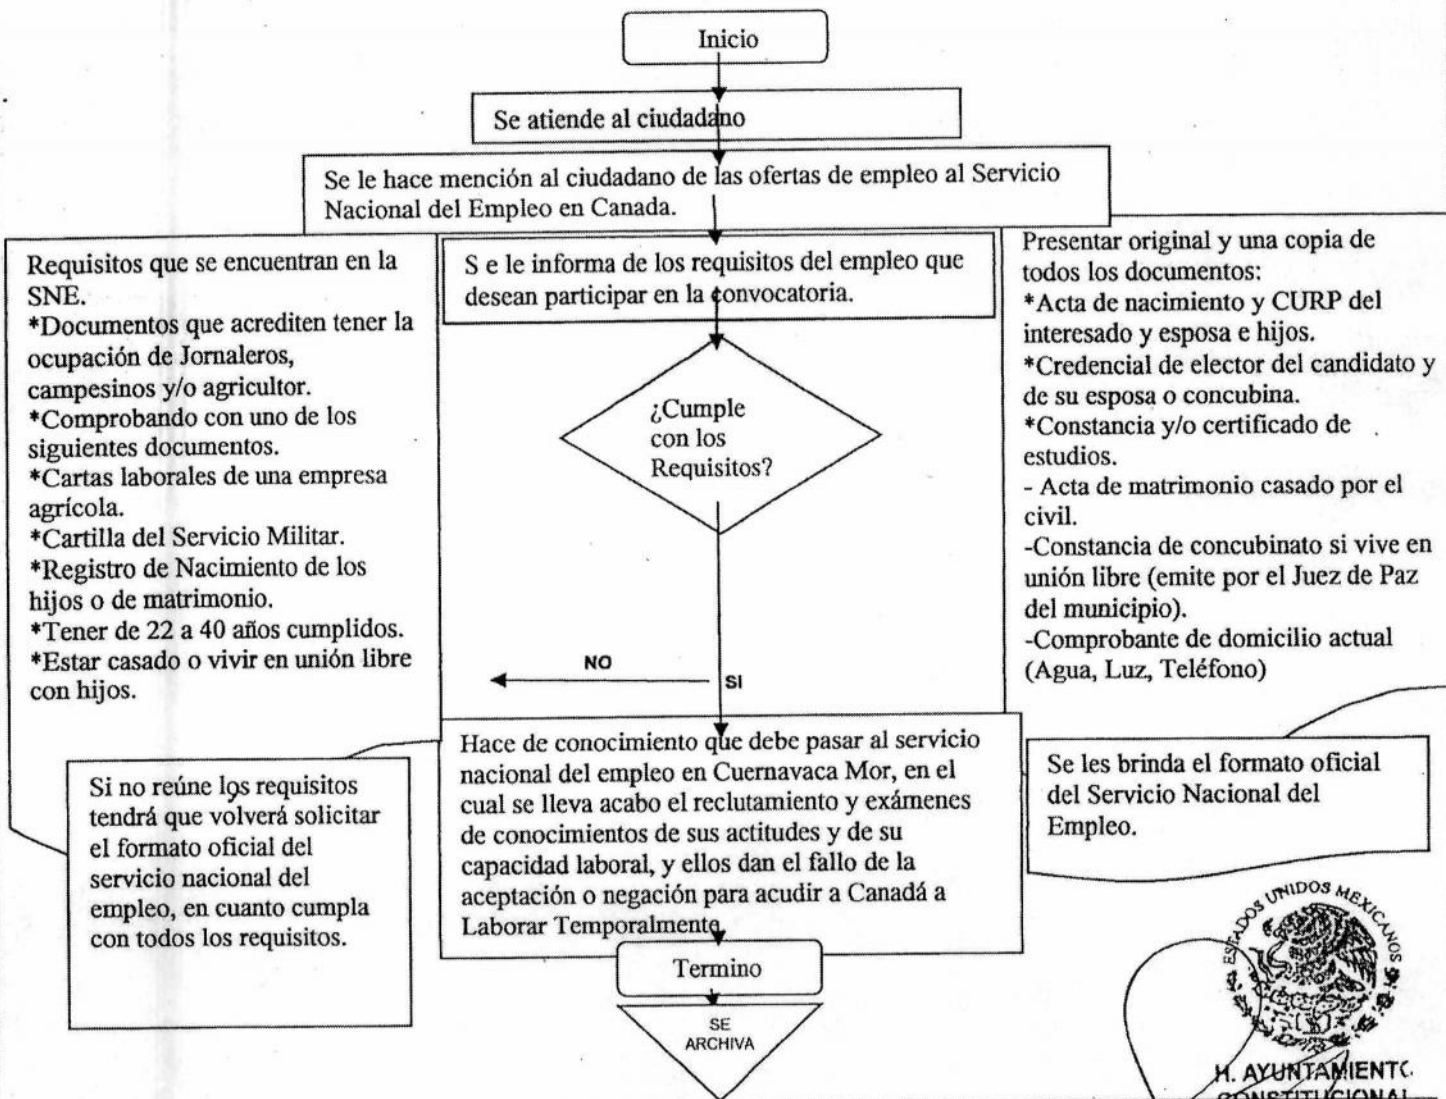 Inicio
Se atiende al ciudadano
Se le hace mención al ciudadano de las ofertas de empleo al Servicio
Nacional del Empleo en Canada.
Requisitos que se encuentran en la
SNE.
*Documentos que acrediten tener la
ocupación de Jornaleros,
campesinos y/o agricultor.
*Comprobando con uno de los
siguientes documentos.
*Cartas laborales de una empresa
agrícola.
*Cartilla del Servicio Militar.
*Registro de Nacimiento de los
hijos o de matrimonio.
*Tener de 22 a 40 años cumplidos.
*Estar casado o vivir en unión libre
con hijos.
S e le informa de los requisitos del empleo que
desean participar en la convocatoria.
¿Cumple
con los
Requisitos?
NO
SI
Presentar original y una copia de
todos los documentos:
*Acta de nacimiento y CURP del
interesado y esposa e hijos.
*Credencial de elector del candidato y
de su esposa o concubina.
*Constancia y/o certificado de
estudios.
- Acta de matrimonio casado por el
civil.
-Constancia de concubinato si vive en
unión libre (emite por el Juez de Paz
del municipio).
-Comprobante de domicilio actual
(Agua, Luz, Teléfono)
Si no reúne los requisitos
tendrá que volverá solicitar
el formato oficial del
servicio nacional del
empleo, en cuanto cumpla
con todos los requisitos.
Hace de conocimiento que debe pasar al servicio
nacional del empleo en Cuernavaca Mor, en el
cual se lleva acabo el reclutamiento y exámenes
de conocimientos de sus actitudes y de su
capacidad laboral, y ellos dan el fallo de la
aceptación o negación para acudir a Canadá a
Laborar Temporalmente.
Se les brinda el formato oficial
del Servicio Nacional del
Empleo.
Termino
SE
ARCHIVA
ESTADOS UNIDOS MEXICANOS
H. AYUNTAMIENTO
CONSTITUCIONAL